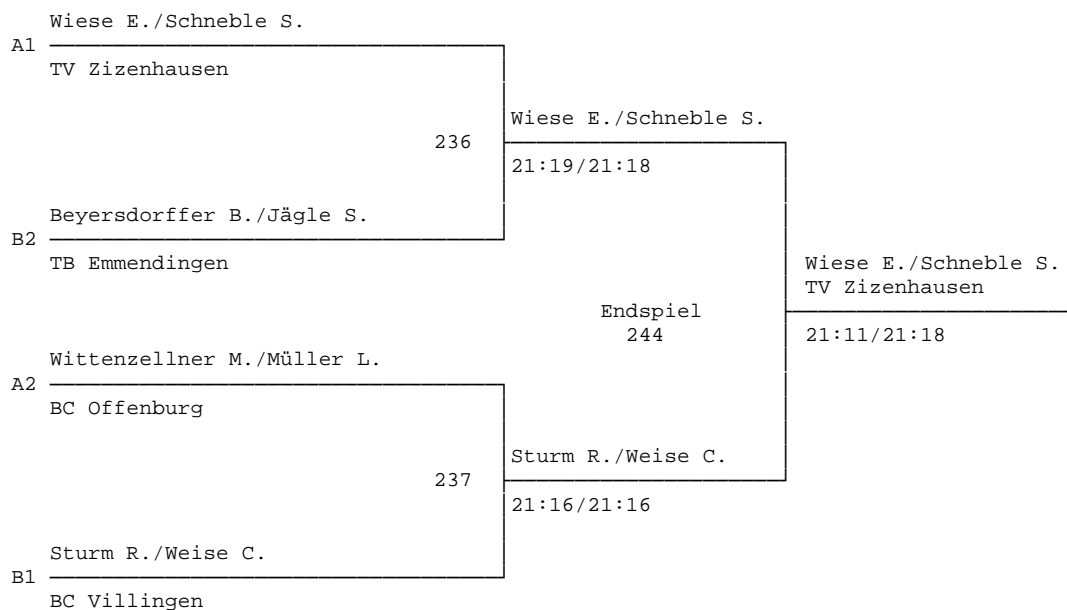 Wiese E./Schneble S.
A1
TV Zizenhausen
Wiese E./Schneble S.
236
21:19/21:18
Beyersdorffer B./Jägle S.
B2
TB Emmendingen
Wiese E./Schneble S.
TV Zizenhausen
Endspiel
244
21:11/21:18
Wittenzellner M./Müller L.
A2
BC Offenburg
Sturm R./Weise C.
237
21:16/21:16
Sturm R./Weise C.
B1
BC Villingen